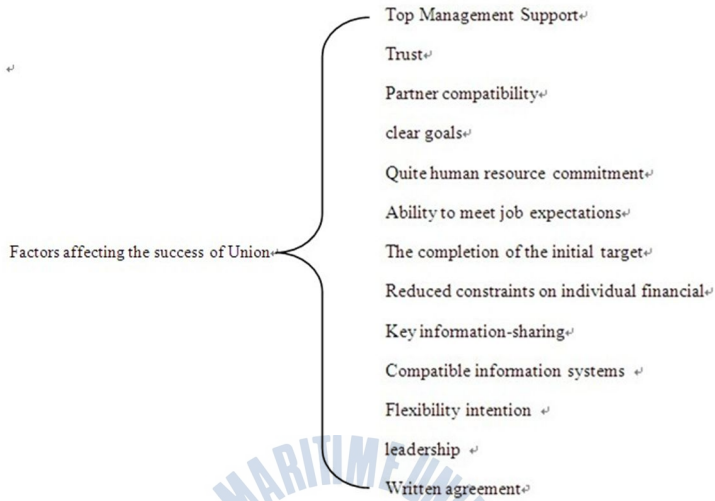 Top Management Support
Trust
Partner compatibility
clear goals
Quite human resource commitment
Ability to meet job expectations
Factors affecting the success of Union
The completion of the initial target
Reduced constraints on individual financial
Key information-sharing
Compatible information systems
Flexibility intention
leadership
Written agreement
MARITIME